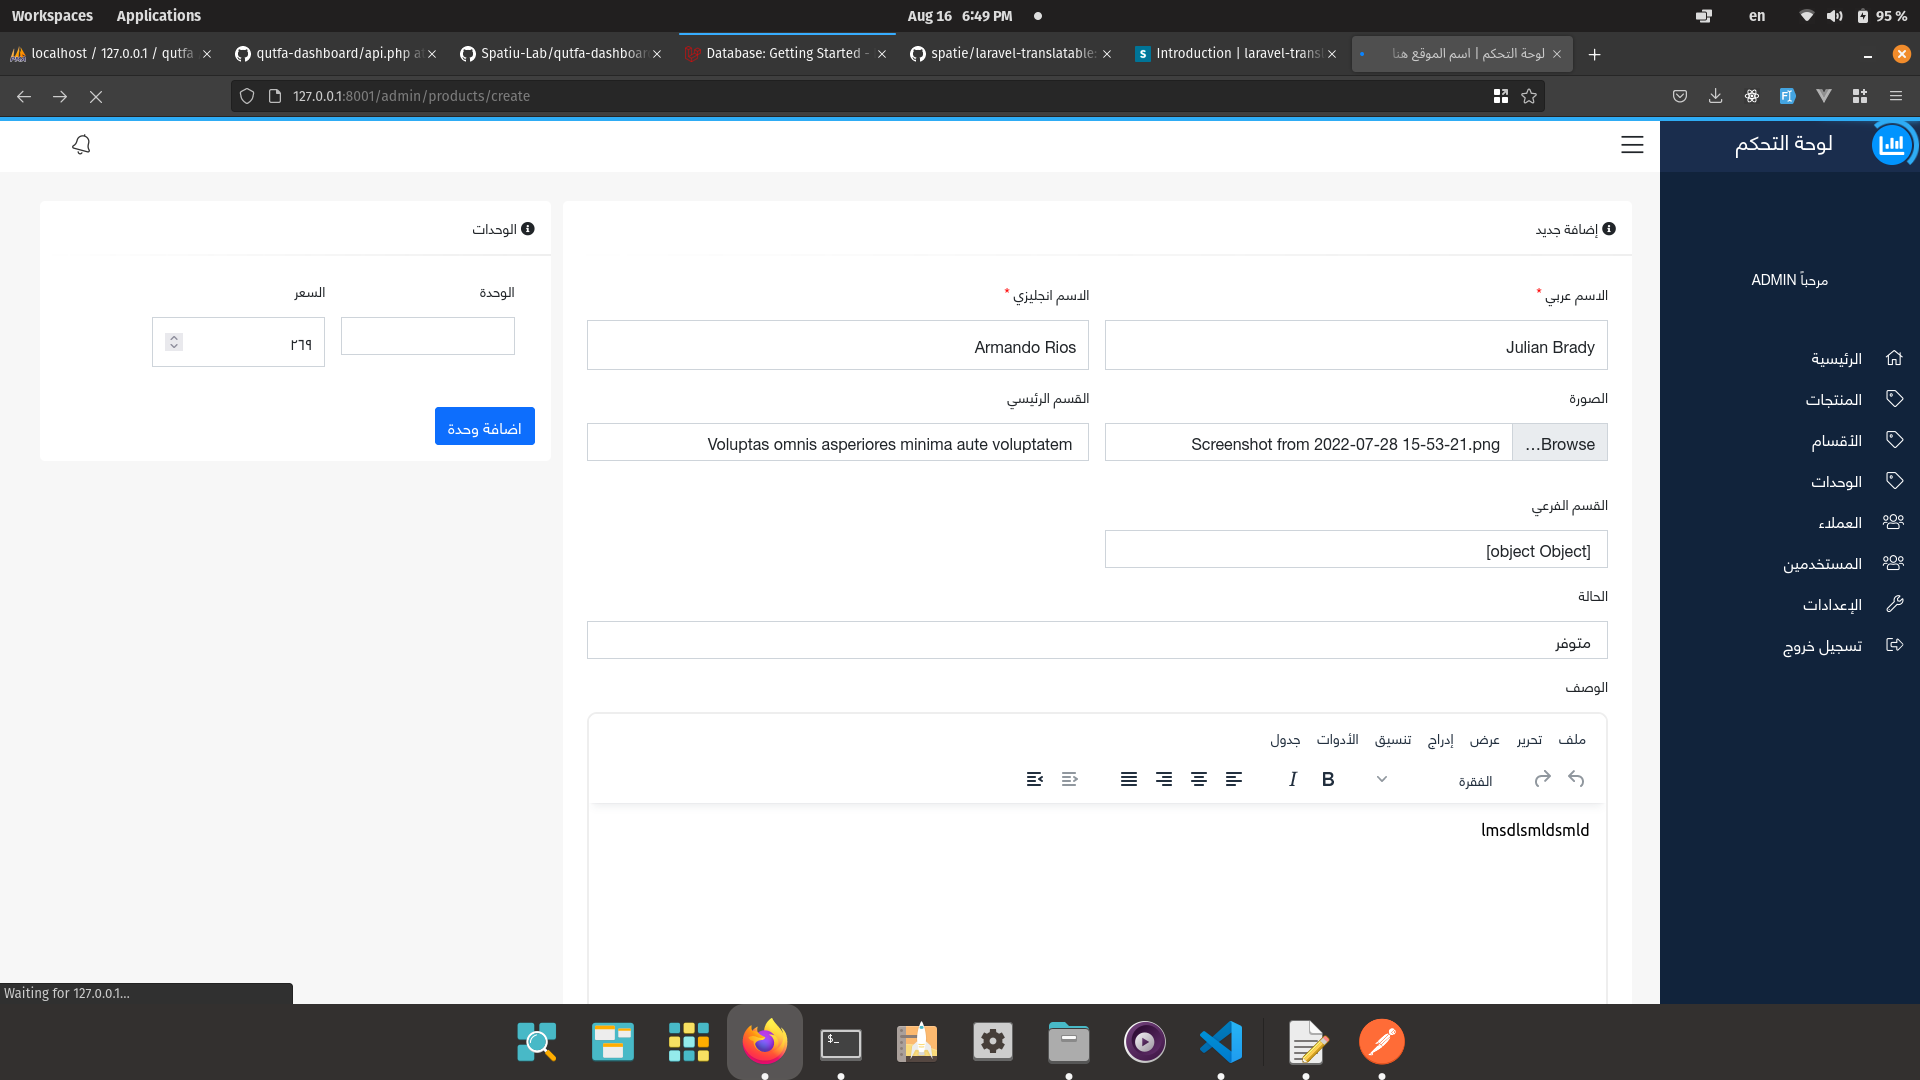 Workspaces Applications Aug 16 6:49 PM en 95 %
localhost / 127.0.0.1 / qutfa
qutfa-dashboard/api.php at
Spatiu-Lab/qutfa-dashboar
Database: Getting Started -
spatie/laravel-translatable:
Introduction | laravel-transl
لوحة التحكم | اسم الموقع هنا
127.0.0.1:8001/admin/products/create
لوحة التحكم
مرحباً ADMIN
الرئيسية
المنتجات
الأقسام
الوحدات
العملاء
المستخدمين
الإعدادات
تسجيل خروج
إضافة جديد
الاسم عربي *
الاسم انجليزي *
Julian Brady
Armando Rios
الصورة
القسم الرئيسي
Browse…
Screenshot from 2022-07-28 15-53-21.png
Voluptas omnis asperiores minima aute voluptatem
القسم الفرعي
[object Object]
الحالة
متوفر
الوصف
ملف تحرير عرض إدراج تنسيق الأدوات جدول
الفقرة B I
lmsdlsmldsmld
الوحدات
الوحدة
السعر
٢٦٩
اضافة وحدة
Waiting for 127.0.0.1…